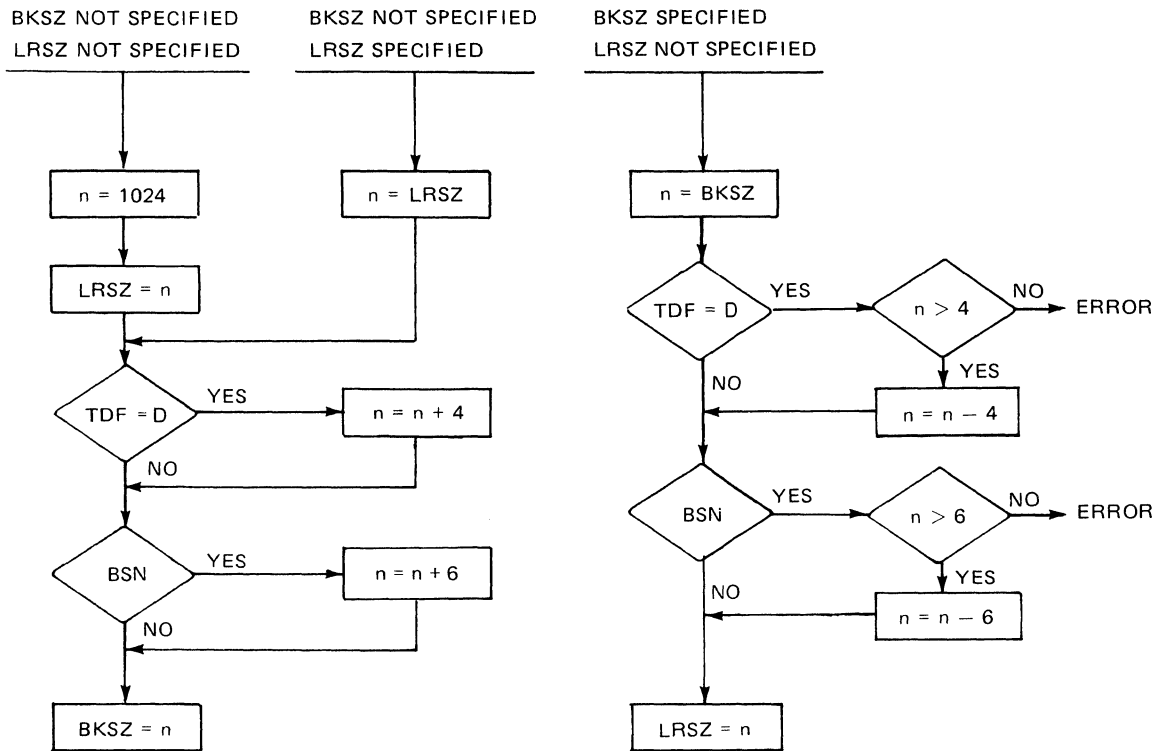 BKSZ NOT SPECIFIED
LRSZ NOT SPECIFIED
n = 1024
LRSZ = n
BKSZ NOT SPECIFIED
LRSZ SPECIFIED
n = LRSZ
TDF = D
YES
n = n + 4
NO
BSN
YES
n = n + 6
NO
BKSZ = n
BKSZ SPECIFIED
LRSZ NOT SPECIFIED
n = BKSZ
TDF = D
YES
n > 4
NO
ERROR
YES
n = n − 4
NO
BSN
YES
n > 6
NO
ERROR
YES
n = n − 6
NO
LRSZ = n